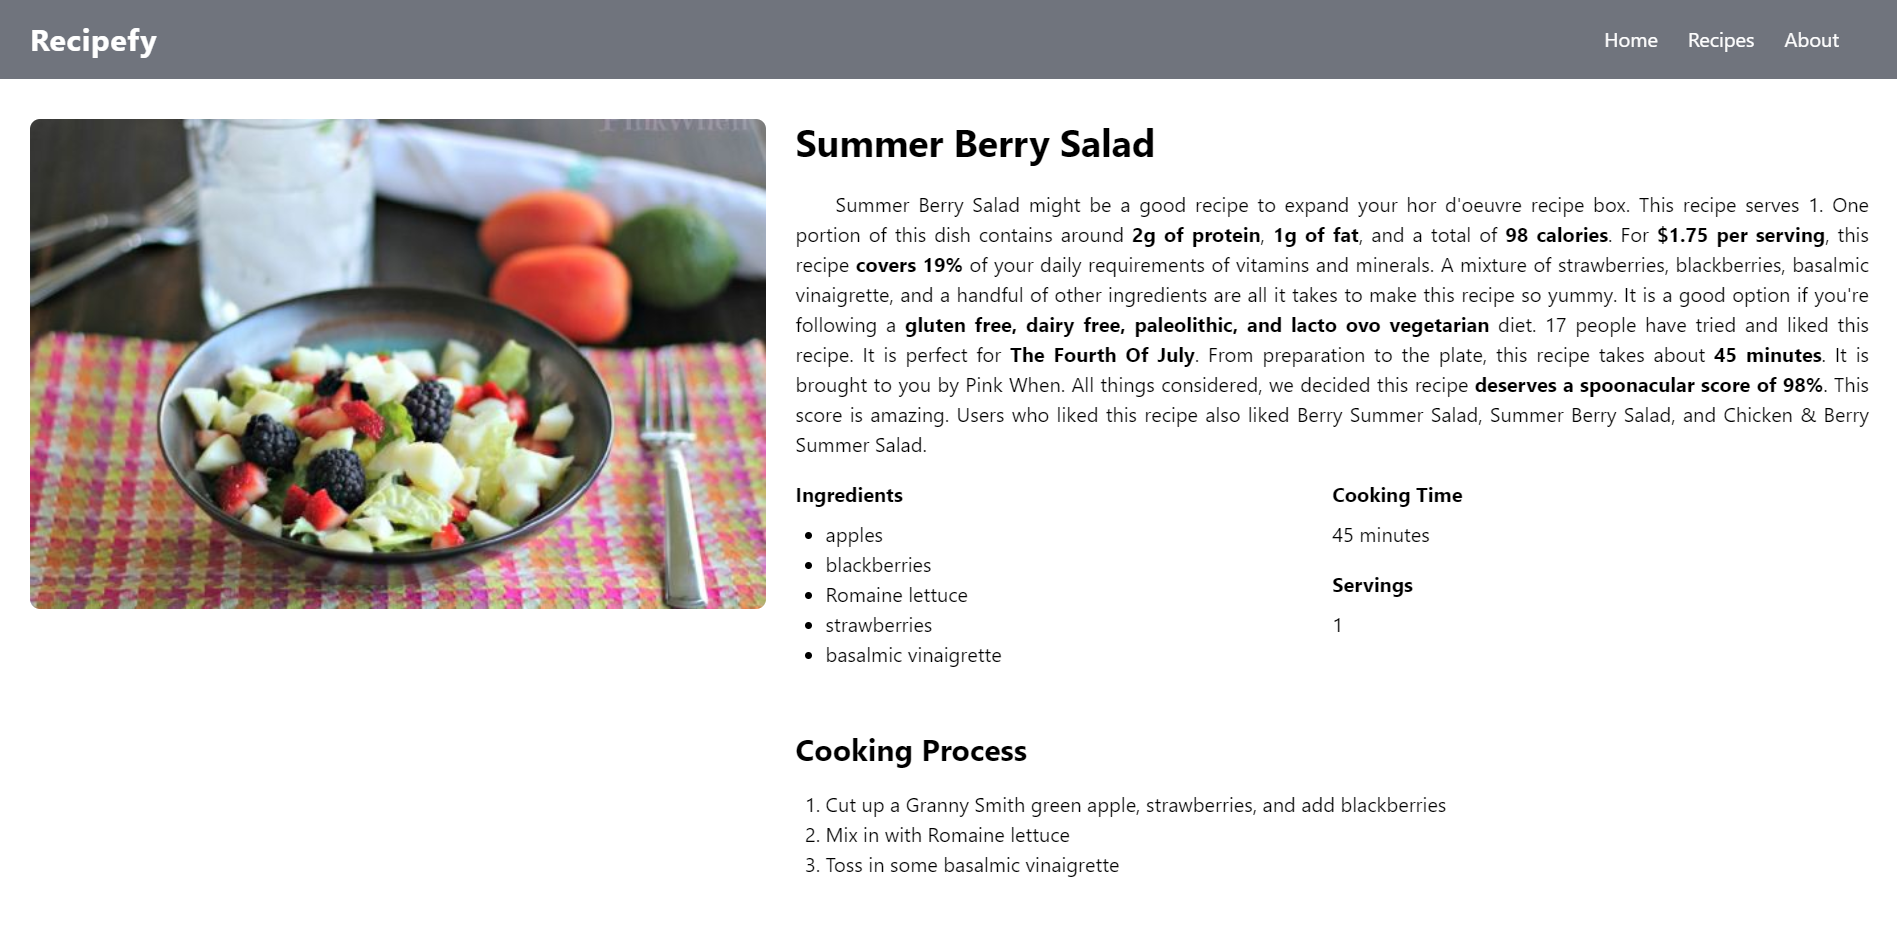 Recipefy
Home Recipes About
Summer Berry Salad
Summer Berry Salad might be a good recipe to expand your hor d'oeuvre recipe box. This recipe serves 1. One
portion of this dish contains around 2g of protein, 1g of fat, and a total of 98 calories. For $1.75 per serving, this
recipe covers 19% of your daily requirements of vitamins and minerals. A mixture of strawberries, blackberries, basalmic
vinaigrette, and a handful of other ingredients are all it takes to make this recipe so yummy. It is a good option if you're
following a gluten free, dairy free, paleolithic, and lacto ovo vegetarian diet. 17 people have tried and liked this
recipe. It is perfect for The Fourth Of July. From preparation to the plate, this recipe takes about 45 minutes. It is
brought to you by Pink When. All things considered, we decided this recipe deserves a spoonacular score of 98%. This
score is amazing. Users who liked this recipe also liked Berry Summer Salad, Summer Berry Salad, and Chicken & Berry
Summer Salad.
Ingredients
apples
blackberries
Romaine lettuce
strawberries
basalmic vinaigrette
Cooking Time
45 minutes
Servings
1
Cooking Process
1. Cut up a Granny Smith green apple, strawberries, and add blackberries
2. Mix in with Romaine lettuce
3. Toss in some basalmic vinaigrette